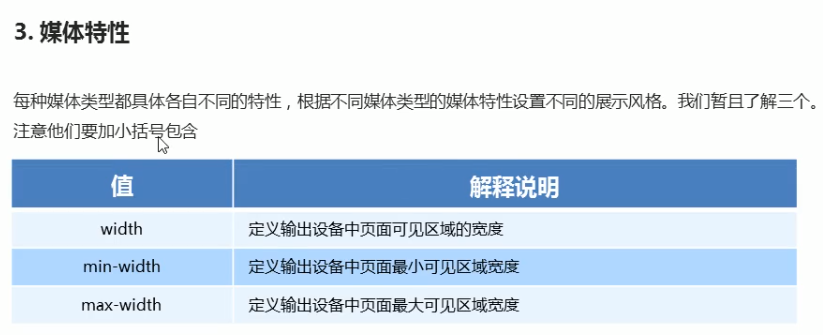 3. 媒体特性
每种媒体类型都具体各自不同的特性，根据不同媒体类型的媒体特性设置不同的展示风格。我们暂且了解三个。
注意他们要加小括号包含
值 解释说明
width 定义输出设备中页面可见区域的宽度
min-width 定义输出设备中页面最小可见区域宽度
max-width 定义输出设备中页面最大可见区域宽度